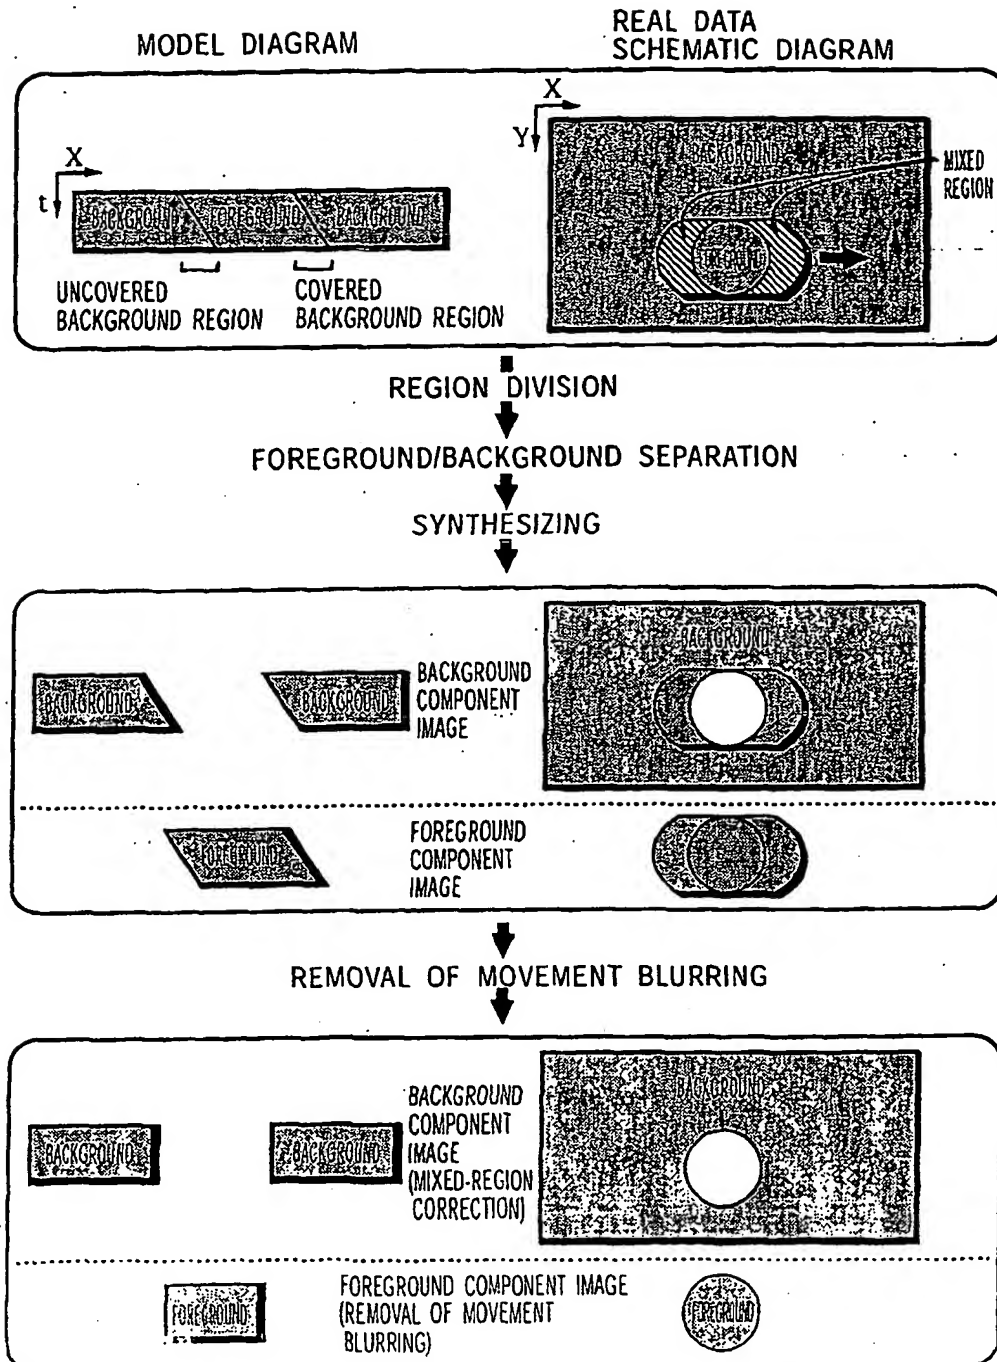 MODEL DIAGRAM
REAL DATA
SCHEMATIC DIAGRAM
X
Y
BACKGROUND
MIXED
REGION
X
t
BACKGROUND
FOREGROUND
BACKGROUND
FOREGROUND
UNCOVERED
BACKGROUND REGION
COVERED
BACKGROUND REGION
REGION DIVISION
FOREGROUND/BACKGROUND SEPARATION
SYNTHESIZING
BACKGROUND
BACKGROUND
BACKGROUND
COMPONENT
IMAGE
BACKGROUND
FOREGROUND
FOREGROUND
COMPONENT
IMAGE
REMOVAL OF MOVEMENT BLURRING
BACKGROUND
BACKGROUND
BACKGROUND
COMPONENT
IMAGE
(MIXED-REGION
CORRECTION)
BACKGROUND
FOREGROUND
FOREGROUND COMPONENT IMAGE
(REMOVAL OF MOVEMENT
BLURRING)
FOREGROUND